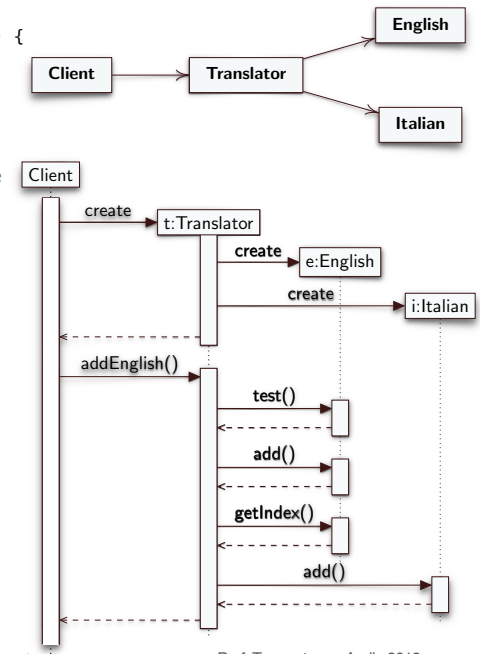 {
English
Client
Translator
Italian
Client
create
t:Translator
create
e:English
create
i:Italian
addEnglish()
test()
add()
getIndex()
add()